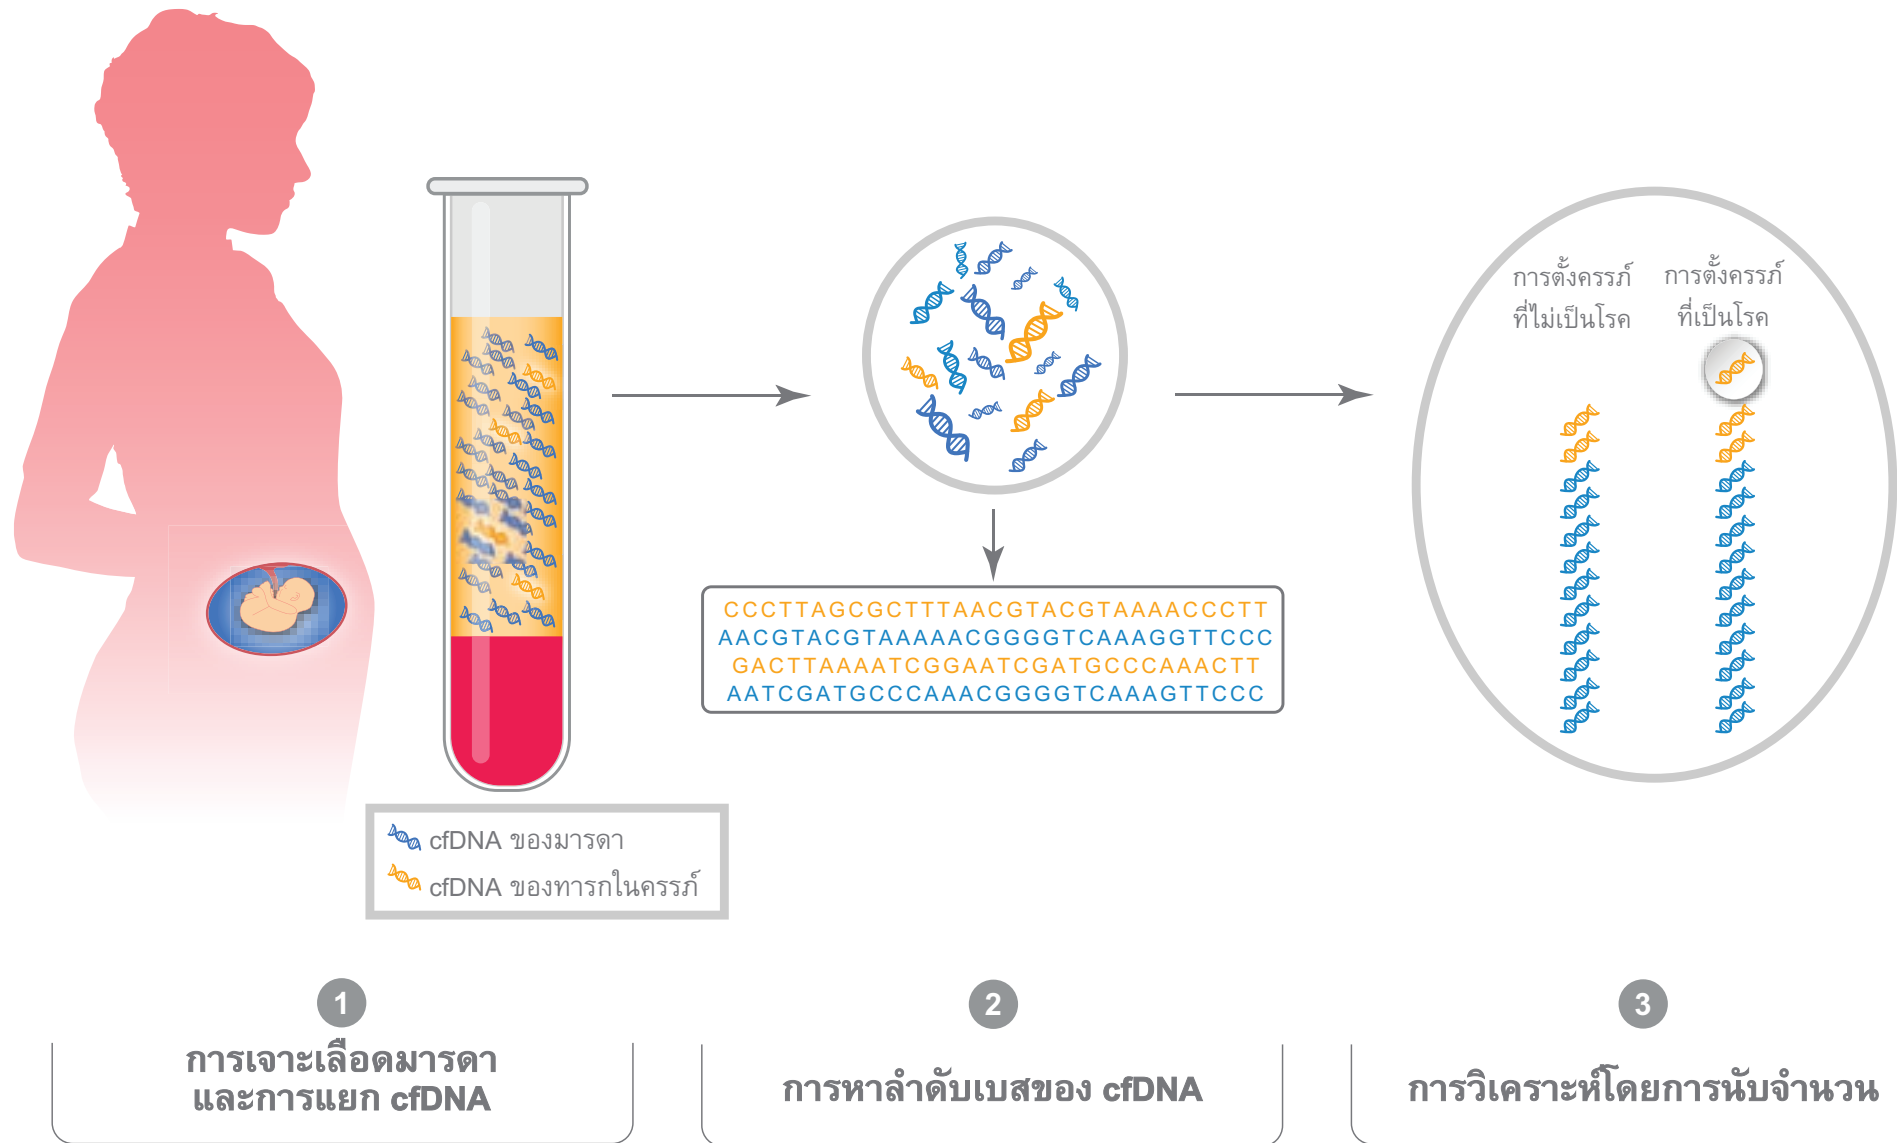 การตั้งครรภ์
ที่ไม่เป็นโรค
การตั้งครรภ์
ที่เป็นโรค
CCCTTAGCGCTTTAACGTACGTAAAACCCTT
AACGTACGTAAAAACGGGGTCAAAGGTTCCC
GACTTAAAATCGGAATCGATGCCCAAACTT
AATCGATGCCCAAACGGGGTCAAAGTTCCC
cfDNA ของมารดา
cfDNA ของทารกในครรภ์
1
การเจาะเลือดมารดา
และการแยก cfDNA
2
การหาลำดับเบสของ cfDNA
3
การวิเคราะห์โดยการนับจำนวน